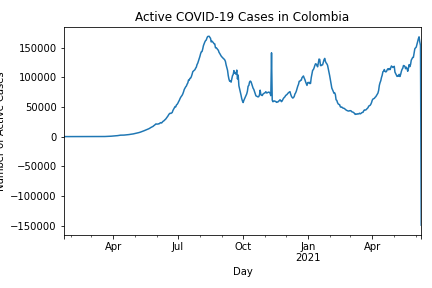 Active COVID-19 Cases in Colombia
Number of Active Cases
150000
100000
50000
0
−50000
−100000
−150000
Apr
Jul
Oct
Jan
2021
Apr
Day